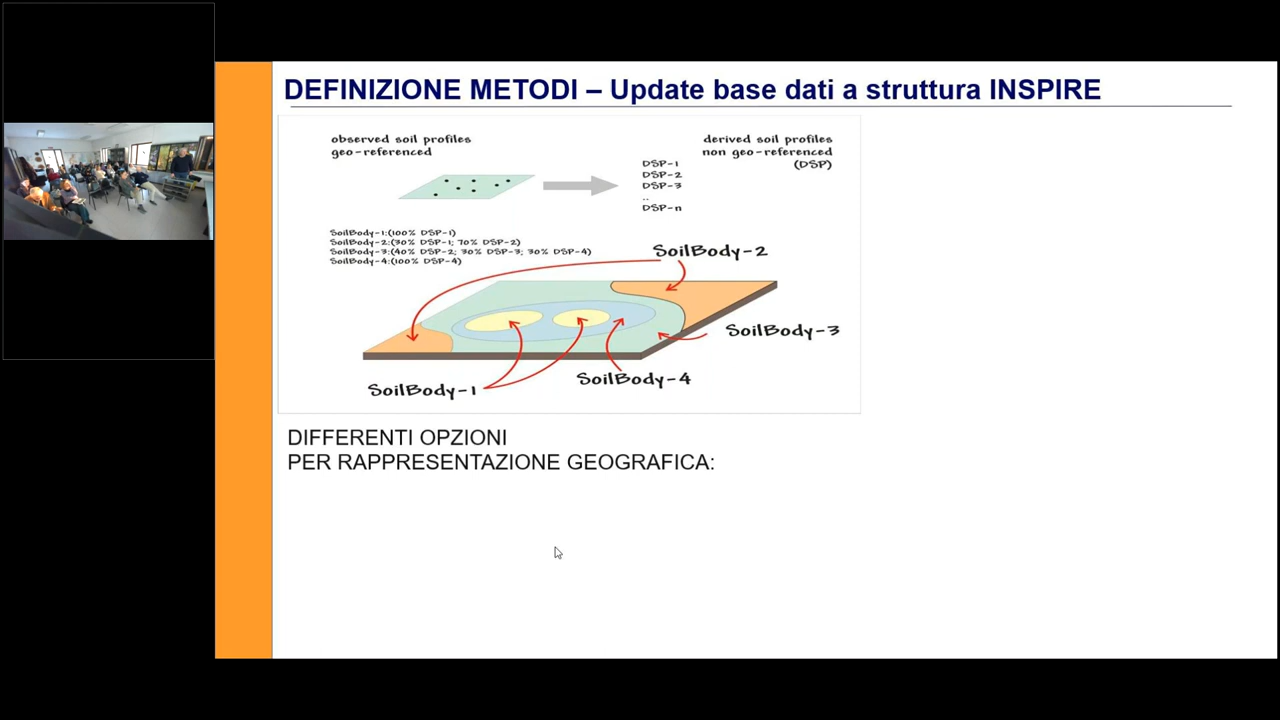 DEFINIZIONE METODI – Update base dati a struttura INSPIRE
observed soil profiles
geo-referenced
derived soil profiles
non geo-referenced
(DSP)
DSP-1
DSP-2
DSP-3
..
DSP-n
SoilBody-1:(100% DSP-1)
SoilBody-2:(30% DSP-1; 70% DSP-2)
SoilBody-3:(40% DSP-2; 30% DSP-3; 30% DSP-4)
SoilBody-4:(100% DSP-4)
SoilBody-2
SoilBody-3
SoilBody-4
SoilBody-1
DIFFERENTI OPZIONI
PER RAPPRESENTAZIONE GEOGRAFICA: